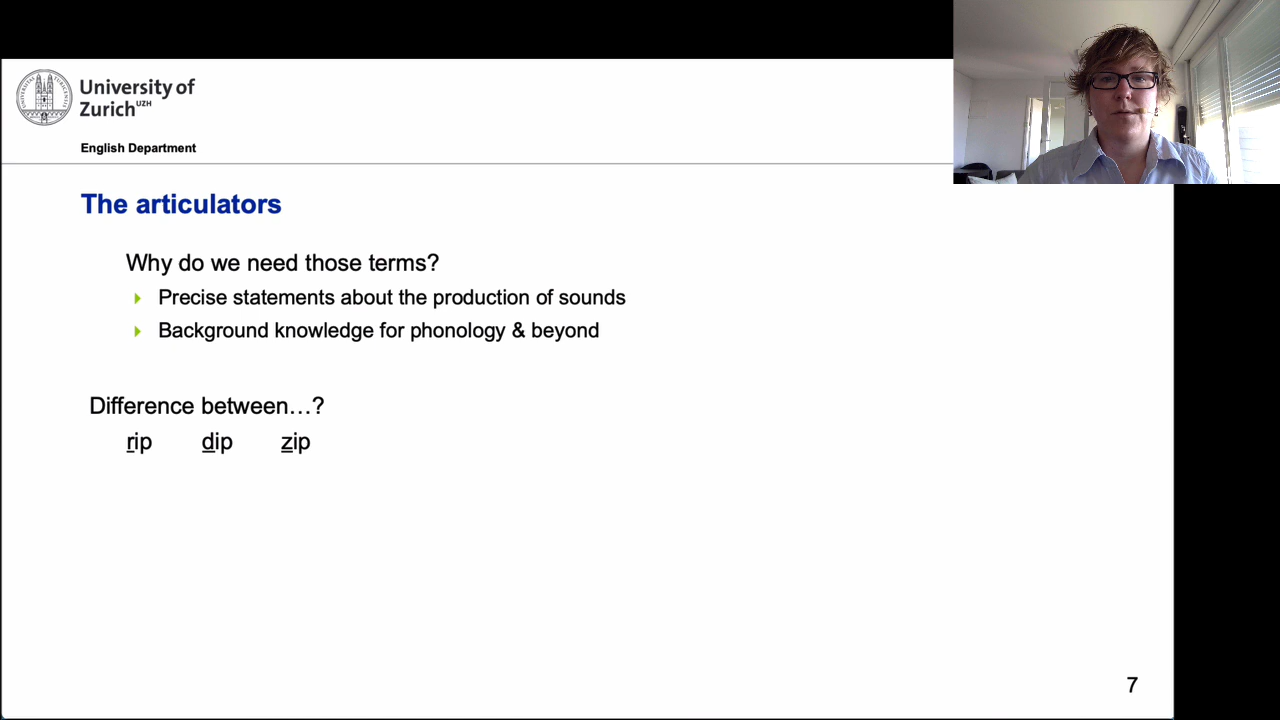 University of
Zurich UZH
English Department
The articulators
Why do we need those terms?
Precise statements about the production of sounds
Background knowledge for phonology & beyond
Difference between…?
rip dip zip
7